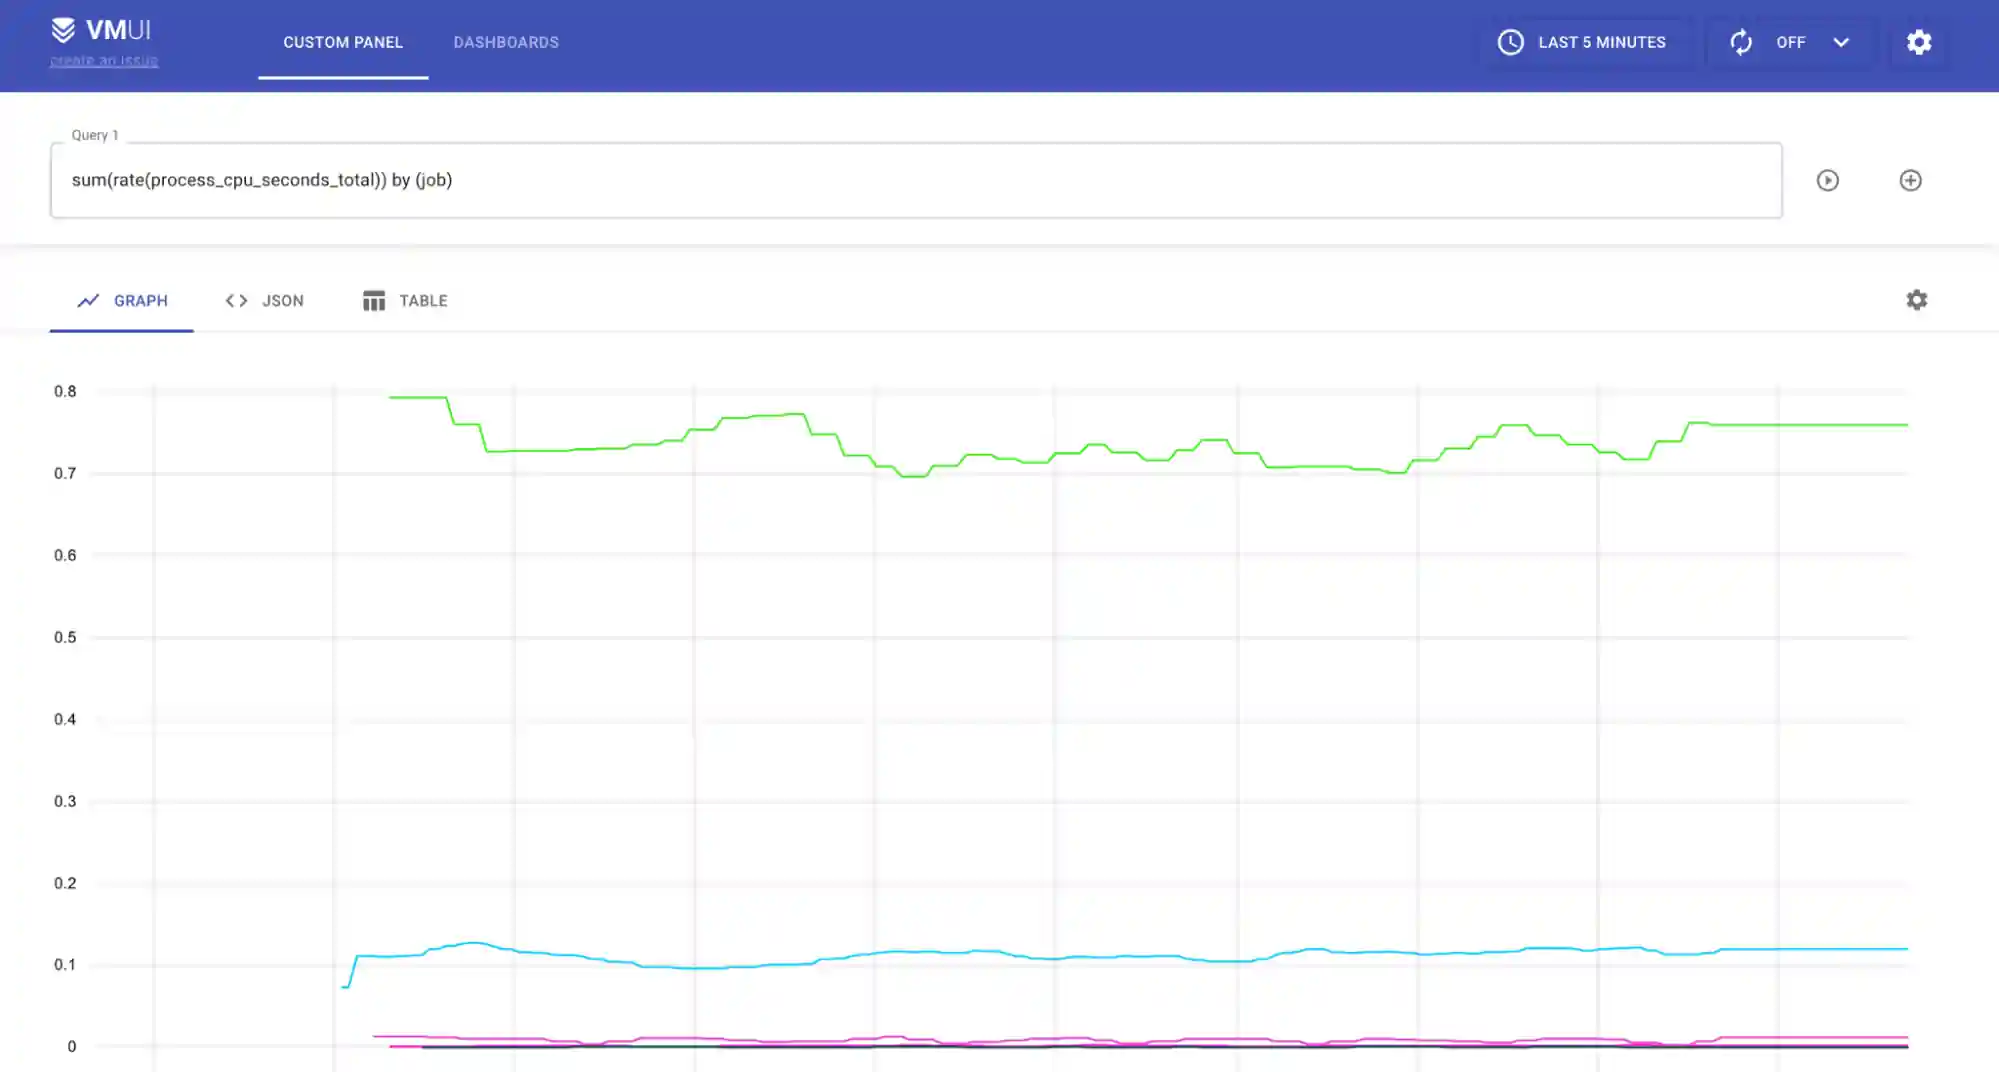 VMUI
create an issue
CUSTOM PANEL
DASHBOARDS
LAST 5 MINUTES
OFF
Query 1
sum(rate(process_cpu_seconds_total)) by (job)
GRAPH
JSON
TABLE
0.8
0.7
0.6
0.5
0.4
0.3
0.2
0.1
0